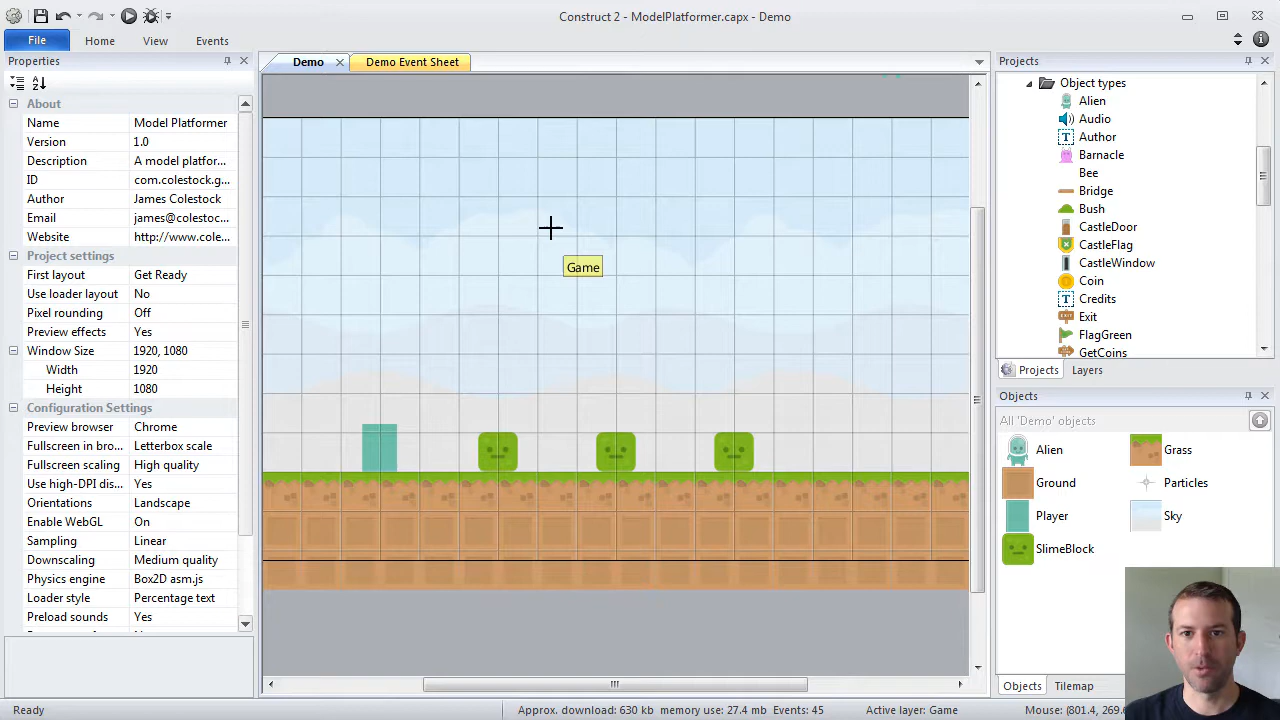 Construct 2 - ModelPlatformer.capx - Demo
File Home View Events
Properties
About
Name Model Platformer
Version 1.0
Description A model platfor...
ID com.colestock.g...
Author James Colestock
Email james@colestoc...
Website http://www.cole...
Project settings
First layout Get Ready
Use loader layout No
Pixel rounding Off
Preview effects Yes
Window Size 1920, 1080
Width 1920
Height 1080
Configuration Settings
Preview browser Chrome
Fullscreen in bro... Letterbox scale
Fullscreen scaling High quality
Use high-DPI dis... Yes
Orientations Landscape
Enable WebGL On
Sampling Linear
Downscaling Medium quality
Physics engine Box2D asm.js
Loader style Percentage text
Preload sounds Yes
Demo Demo Event Sheet
Game
Projects
Object types
Alien
Audio
Author
Barnacle
Bee
Bridge
Bush
CastleDoor
CastleFlag
CastleWindow
Coin
Credits
Exit
FlagGreen
GetCoins
Projects Layers
Objects
All 'Demo' objects
Alien Grass
Ground Particles
Player Sky
SlimeBlock
Objects Tilemap
Ready Approx. download: 630 kb memory use: 27.4 mb Events: 45 Active layer: Game Mouse: (801.4, 269.6